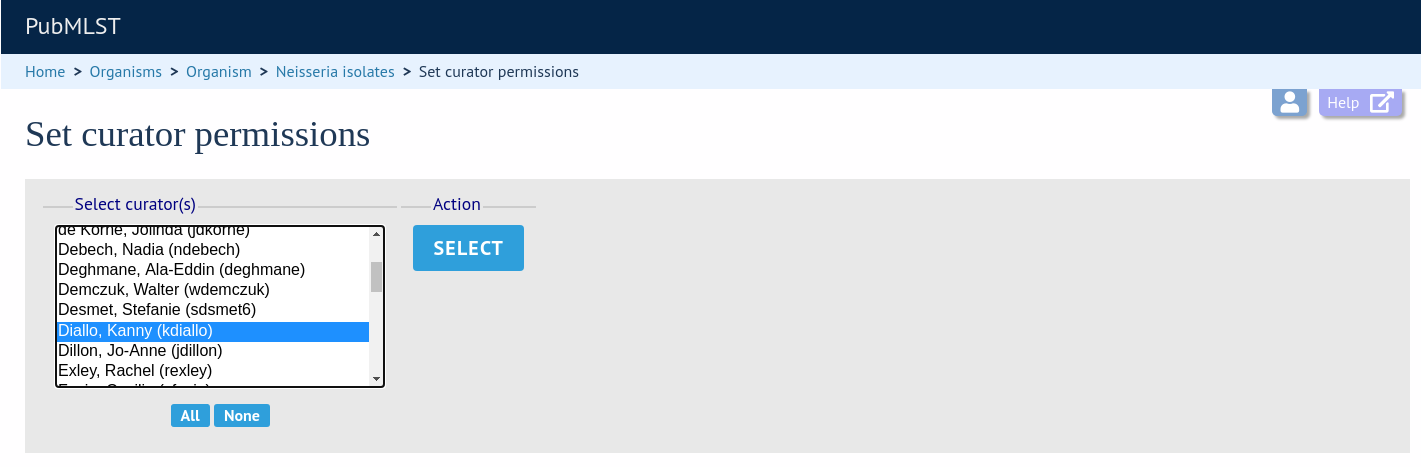 PubMLST
Home > Organisms > Organism > Neisseria isolates > Set curator permissions
Help
Set curator permissions
Select curator(s)
Action
de Korne, Jolinda (jdkorne)
Debech, Nadia (ndebech)
Deghmane, Ala-Eddin (deghmane)
Demczuk, Walter (wdemczuk)
Desmet, Stefanie (sdsmet6)
Diallo, Kanny (kdiallo)
Dillon, Jo-Anne (jdillon)
Exley, Rachel (rexley)
SELECT
All None